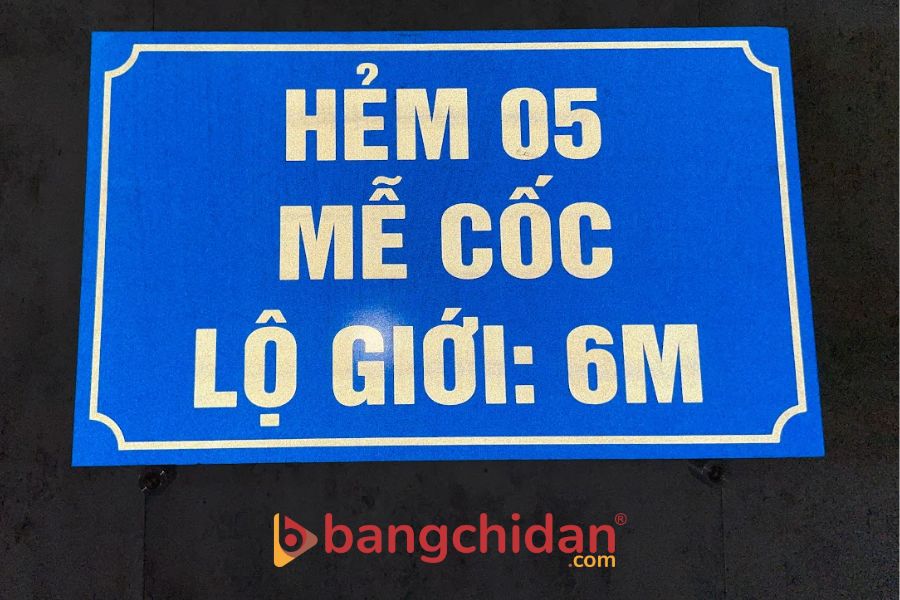 HẺM 05
MỄ CỐC
LỘ GIỚI: 6M
bangchidan®
.com